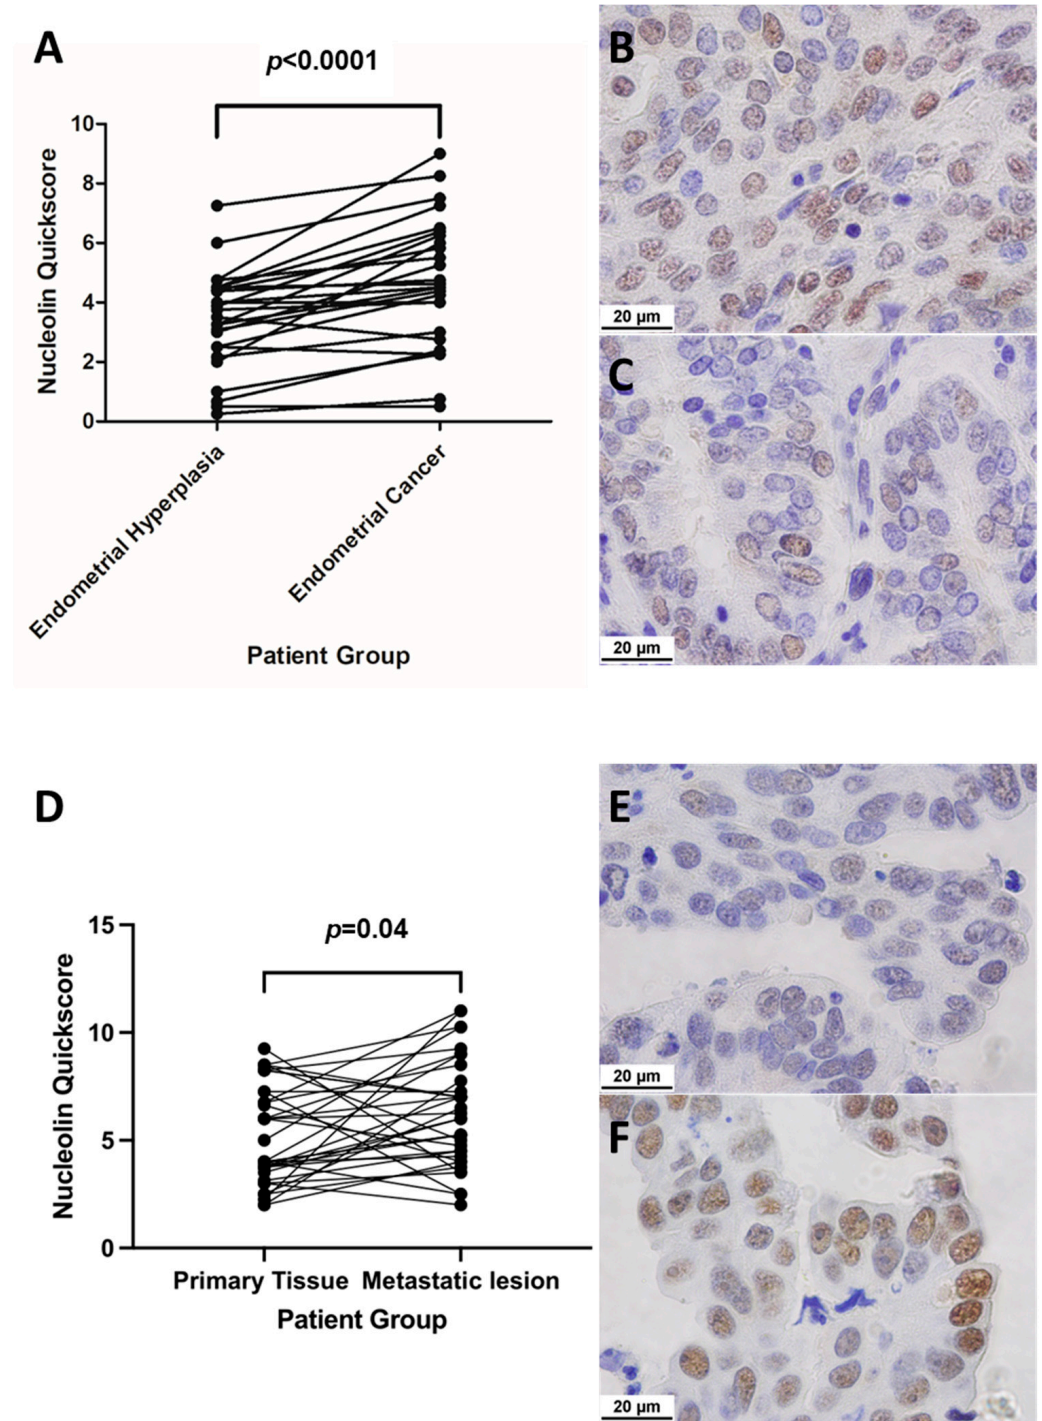 A
p<0.0001
10
8
6
4
2
0
Nucleolin Quickscore
Endometrial Hyperplasia
Endometrial Cancer
Patient Group
B
20 µm
C
20 µm
D
p=0.04
15
10
5
0
Nucleolin Quickscore
Primary Tissue Metastatic lesion
Patient Group
E
20 µm
F
20 µm